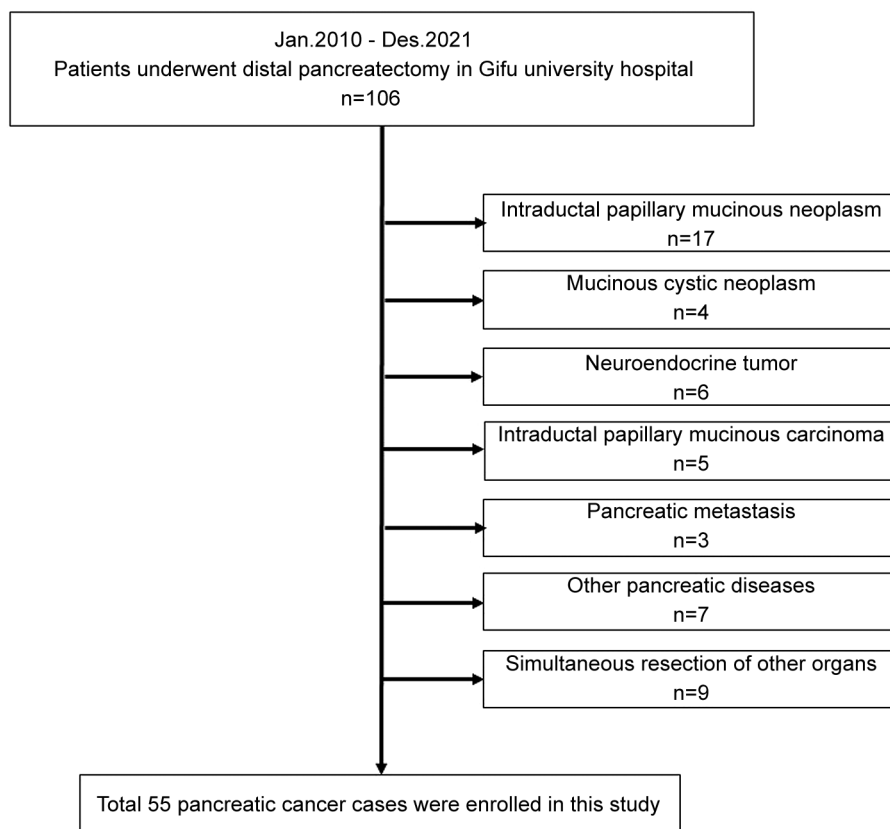 Jan.2010 - Des.2021
Patients underwent distal pancreatectomy in Gifu university hospital
n=106
Intraductal papillary mucinous neoplasm
n=17
Mucinous cystic neoplasm
n=4
Neuroendocrine tumor
n=6
Intraductal papillary mucinous carcinoma
n=5
Pancreatic metastasis
n=3
Other pancreatic diseases
n=7
Simultaneous resection of other organs
n=9
Total 55 pancreatic cancer cases were enrolled in this study